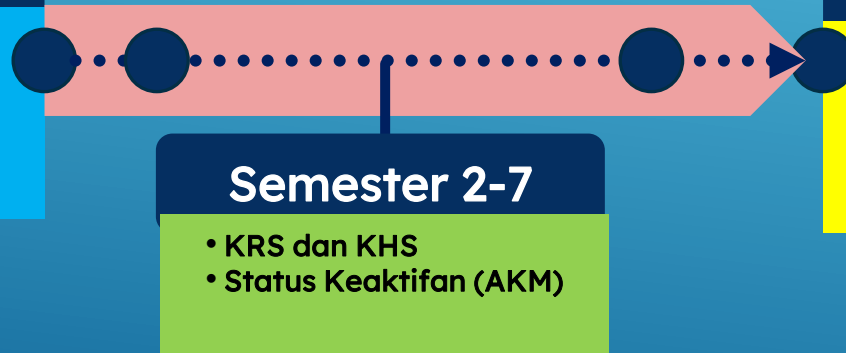 Semester 2-7
• KRS dan KHS
• Status Keaktifan (AKM)